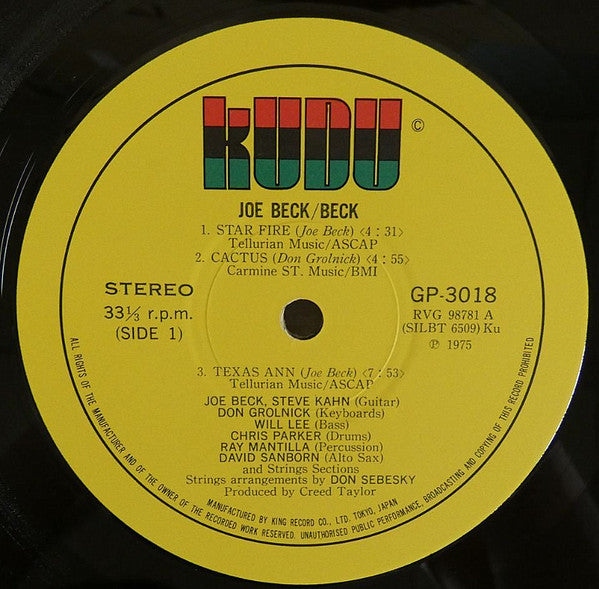 KUDU ©
JOE BECK/BECK
1. STAR FIRE (Joe Beck) <4 : 31>
Tellurian Music/ASCAP
2. CACTUS (Don Grolnick) <4 : 55>
Carmine ST. Music/BMI
STEREO
33⅓ r.p.m.
(SIDE 1)
GP-3018
RVG 98781 A
(SILBT 6509) Ku
℗ 1975
3. TEXAS ANN (Joe Beck) <7 : 53>
Tellurian Music/ASCAP
JOE BECK, STEVE KAHN (Guitar)
DON GROLNICK (Keyboards)
WILL LEE (Bass)
CHRIS PARKER (Drums)
RAY MANTILLA (Percussion)
DAVID SANBORN (Alto Sax)
and Strings Sections
Strings arrangements by DON SEBESKY
Produced by Creed Taylor
MANUFACTURED BY KING RECORD CO., LTD. TOKYO, JAPAN
ALL RIGHTS OF THE MANUFACTURER AND OF THE OWNER OF THE RECORDED WORK RESERVED. UNAUTHORISED PUBLIC PERFORMANCE, BROADCASTING AND COPYING OF THIS RECORD PROHIBITED